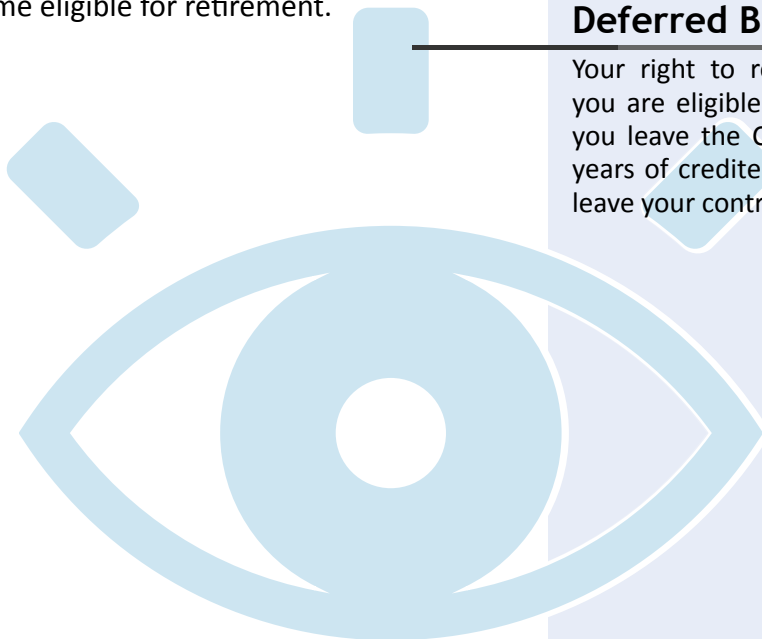 me eligible for retirement.
Deferred B
Your right to re
you are eligible
you leave the C
years of credite
leave your contr